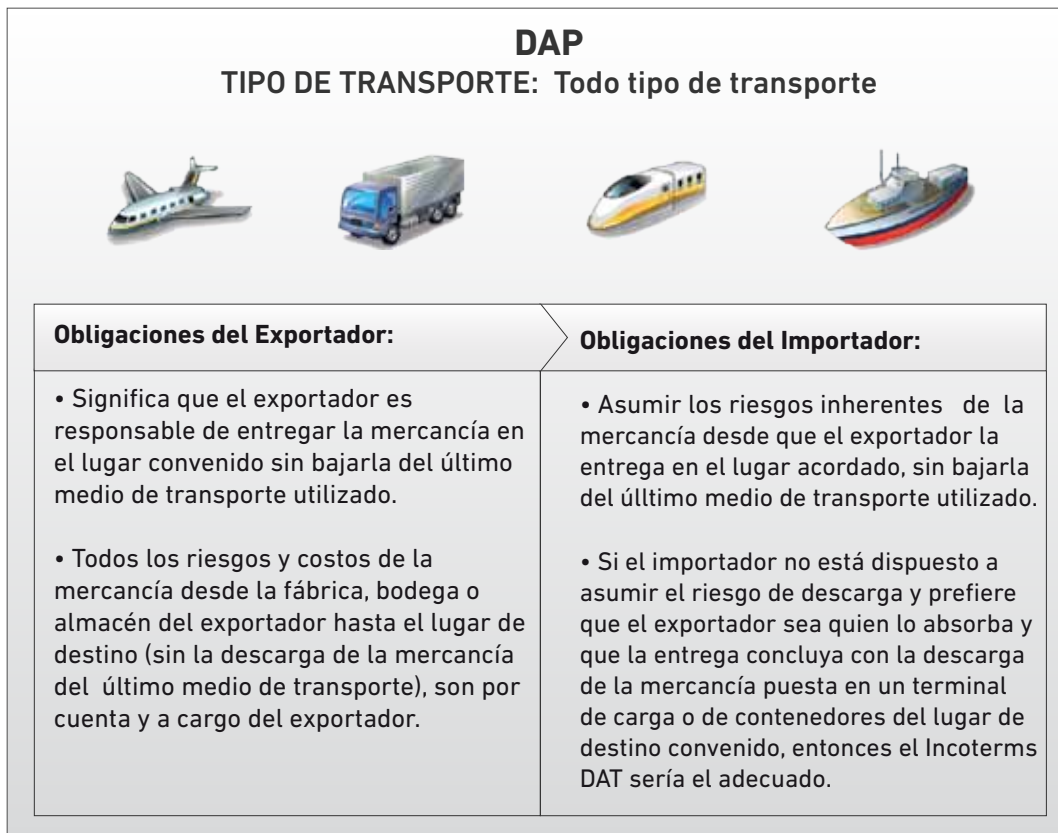 DAP
TIPO DE TRANSPORTE: Todo tipo de transporte
Obligaciones del Exportador:
• Significa que el exportador es
responsable de entregar la mercancía en
el lugar convenido sin bajarla del último
medio de transporte utilizado.
• Todos los riesgos y costos de la
mercancía desde la fábrica, bodega o
almacén del exportador hasta el lugar de
destino (sin la descarga de la mercancía
del último medio de transporte), son por
cuenta y a cargo del exportador.
Obligaciones del Importador:
• Asumir los riesgos inherentes de la
mercancía desde que el exportador la
entrega en el lugar acordado, sin bajarla
del úlltimo medio de transporte utilizado.
• Si el importador no está dispuesto a
asumir el riesgo de descarga y prefiere
que el exportador sea quien lo absorba y
que la entrega concluya con la descarga
de la mercancía puesta en un terminal
de carga o de contenedores del lugar de
destino convenido, entonces el Incoterms
DAT sería el adecuado.